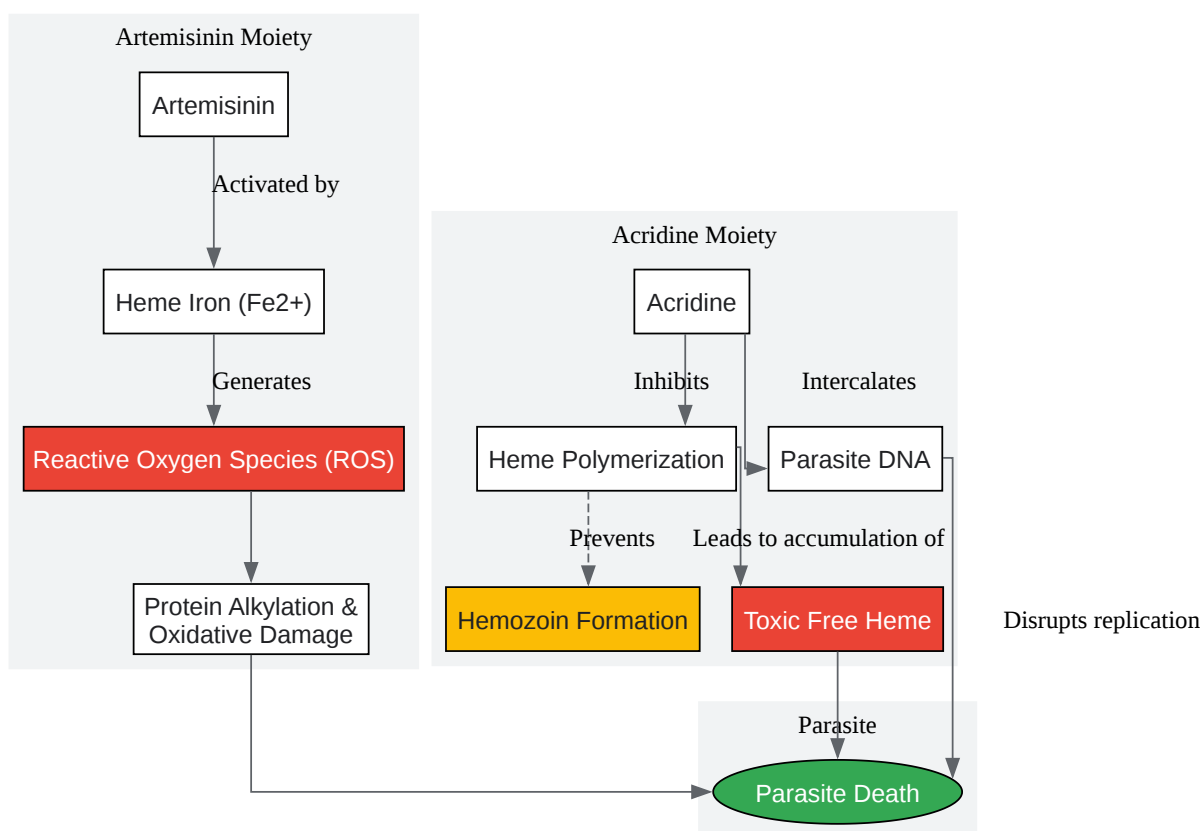 Artemisinin Moiety
Artemisinin
Activated by
Heme Iron (Fe2+)
Generates
Reactive Oxygen Species (ROS)
Protein Alkylation &
Oxidative Damage
Acridine Moiety
Acridine
Inhibits
Intercalates
Heme Polymerization
Parasite DNA
Prevents
Leads to accumulation of
Hemozoin Formation
Toxic Free Heme
Disrupts replication
Parasite
Parasite Death